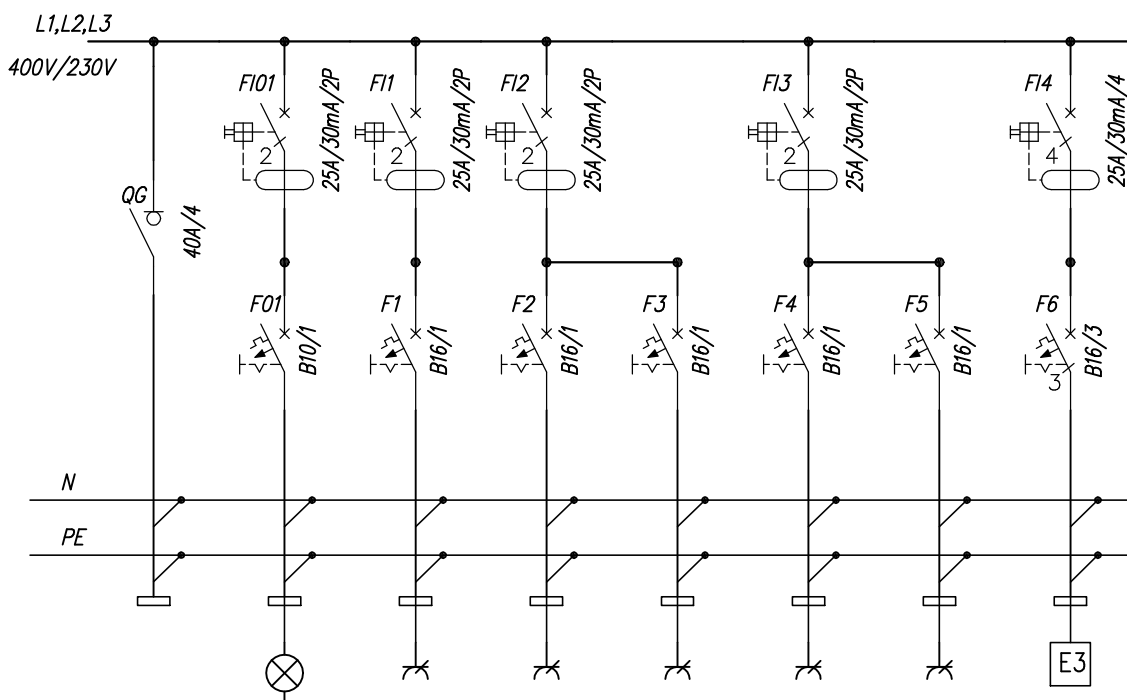 L1,L2,L3
400V/230V
FI01
FI1
FI2
FI3
FI4
25A/30mA/2P
25A/30mA/2P
25A/30mA/2P
25A/30mA/2P
25A/30mA/4
2
2
2
2
4
QG
40A/4
F01
F1
F2
F3
F4
F5
F6
B10/1
B16/1
B16/1
B16/1
B16/1
B16/1
B16/3
3
N
PE
E3